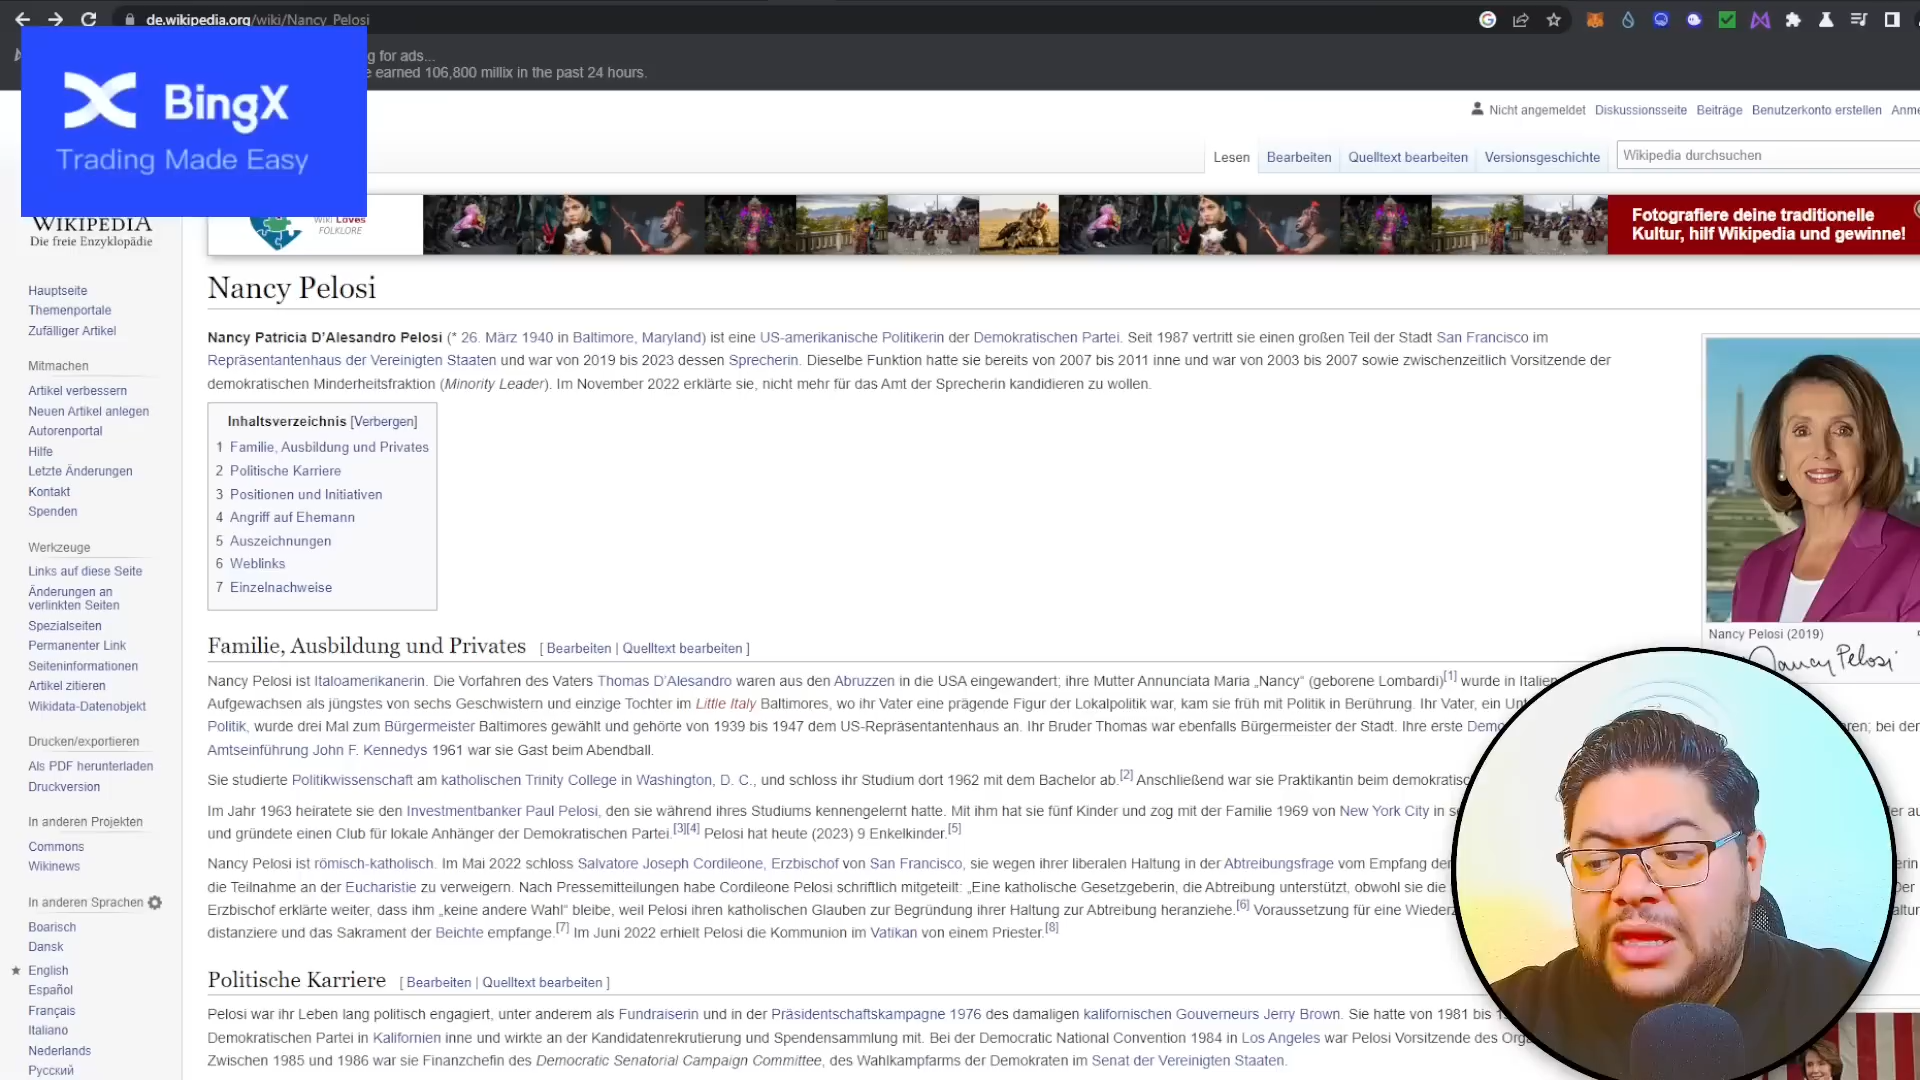 de.wikipedia.org/wiki/Nancy_Pelosi
g for ads...
e earned 106,800 millix in the past 24 hours.
BingX
Trading Made Easy
Nicht angemeldet Diskussionsseite Beiträge Benutzerkonto erstellen Anme
Lesen Bearbeiten Quelltext bearbeiten Versionsgeschichte Wikipedia durchsuchen
WIKIPEDIA
Die freie Enzyklopädie
Wiki Loves
FOLKLORE
Fotografiere deine traditionelle
Kultur, hilf Wikipedia und gewinne!
Hauptseite
Themenportale
Zufälliger Artikel
Mitmachen
Artikel verbessern
Neuen Artikel anlegen
Autorenportal
Hilfe
Letzte Änderungen
Kontakt
Spenden
Werkzeuge
Links auf diese Seite
Änderungen an
verlinkten Seiten
Spezialseiten
Permanenter Link
Seiteninformationen
Artikel zitieren
Wikidata-Datenobjekt
Drucken/exportieren
Als PDF herunterladen
Druckversion
In anderen Projekten
Commons
Wikinews
In anderen Sprachen
Boarisch
Dansk
English
Español
Français
Italiano
Nederlands
Русский
Nancy Pelosi
Nancy Patricia D’Alesandro Pelosi (* 26. März 1940 in Baltimore, Maryland) ist eine US-amerikanische Politikerin der Demokratischen Partei. Seit 1987 vertritt sie einen großen Teil der Stadt San Francisco im
Repräsentantenhaus der Vereinigten Staaten und war von 2019 bis 2023 dessen Sprecherin. Dieselbe Funktion hatte sie bereits von 2007 bis 2011 inne und war von 2003 bis 2007 sowie zwischenzeitlich Vorsitzende der
demokratischen Minderheitsfraktion (Minority Leader). Im November 2022 erklärte sie, nicht mehr für das Amt der Sprecherin kandidieren zu wollen.
Inhaltsverzeichnis [Verbergen]
1 Familie, Ausbildung und Privates
2 Politische Karriere
3 Positionen und Initiativen
4 Angriff auf Ehemann
5 Auszeichnungen
6 Weblinks
7 Einzelnachweise
Nancy Pelosi (2019)
Nancy Pelosi
Familie, Ausbildung und Privates [ Bearbeiten | Quelltext bearbeiten ]
Nancy Pelosi ist Italoamerikanerin. Die Vorfahren des Vaters Thomas D’Alesandro waren aus den Abruzzen in die USA eingewandert; ihre Mutter Annunciata Maria „Nancy“ (geborene Lombardi)[1] wurde in Italien
Aufgewachsen als jüngstes von sechs Geschwistern und einzige Tochter im Little Italy Baltimores, wo ihr Vater eine prägende Figur der Lokalpolitik war, kam sie früh mit Politik in Berührung. Ihr Vater, ein Unt
Politik, wurde drei Mal zum Bürgermeister Baltimores gewählt und gehörte von 1939 bis 1947 dem US-Repräsentantenhaus an. Ihr Bruder Thomas war ebenfalls Bürgermeister der Stadt. Ihre erste Demo eren; bei der
Amtseinführung John F. Kennedys 1961 war sie Gast beim Abendball.
Sie studierte Politikwissenschaft am katholischen Trinity College in Washington, D. C., und schloss ihr Studium dort 1962 mit dem Bachelor ab.[2] Anschließend war sie Praktikantin beim demokratisc
Im Jahr 1963 heiratete sie den Investmentbanker Paul Pelosi, den sie während ihres Studiums kennengelernt hatte. Mit ihm hat sie fünf Kinder und zog mit der Familie 1969 von New York City in s er au
und gründete einen Club für lokale Anhänger der Demokratischen Partei.[3][4] Pelosi hat heute (2023) 9 Enkelkinder.[5]
Nancy Pelosi ist römisch-katholisch. Im Mai 2022 schloss Salvatore Joseph Cordileone, Erzbischof von San Francisco, sie wegen ihrer liberalen Haltung in der Abtreibungsfrage vom Empfang der erin
die Teilnahme an der Eucharistie zu verweigern. Nach Pressemitteilungen habe Cordileone Pelosi schriftlich mitgeteilt: „Eine katholische Gesetzgeberin, die Abtreibung unterstützt, obwohl sie die Der
Erzbischof erklärte weiter, dass ihm „keine andere Wahl“ bleibe, weil Pelosi ihren katholischen Glauben zur Begründung ihrer Haltung zur Abtreibung heranziehe.[6] Voraussetzung für eine Wiederz altur
distanziere und das Sakrament der Beichte empfange.[7] Im Juni 2022 erhielt Pelosi die Kommunion im Vatikan von einem Priester.[8]
Politische Karriere [ Bearbeiten | Quelltext bearbeiten ]
Pelosi war ihr Leben lang politisch engagiert, unter anderem als Fundraiserin und in der Präsidentschaftskampagne 1976 des damaligen kalifornischen Gouverneurs Jerry Brown. Sie hatte von 1981 bis 1
Demokratischen Partei in Kalifornien inne und wirkte an der Kandidatenrekrutierung und Spendensammlung mit. Bei der Democratic National Convention 1984 in Los Angeles war Pelosi Vorsitzende des Orga
Zwischen 1985 und 1986 war sie Finanzchefin des Democratic Senatorial Campaign Committee, des Wahlkampfarms der Demokraten im Senat der Vereinigten Staaten.